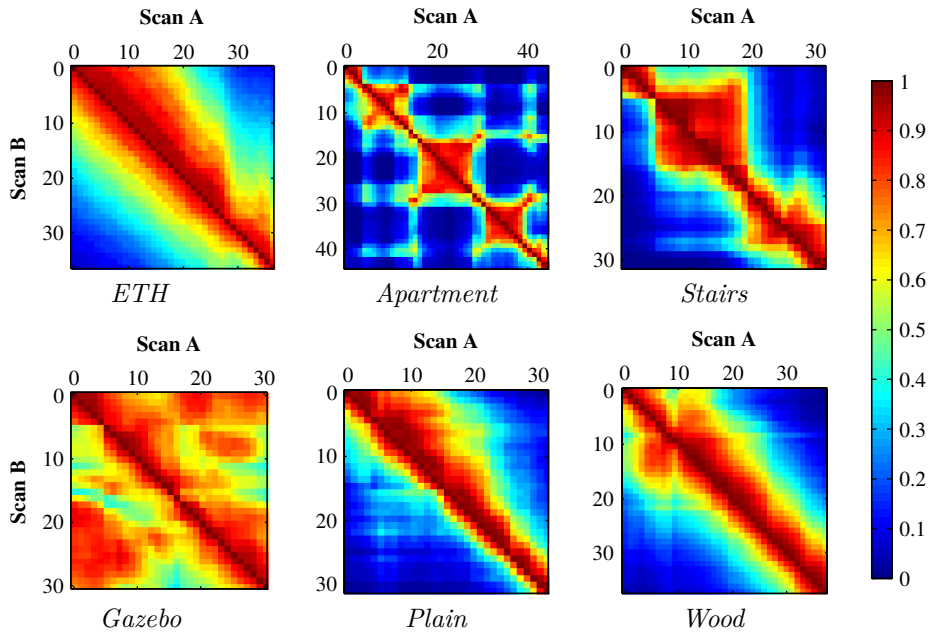 Scan A Scan A Scan A
0 10 20 30 0 20 40 0 10 20 30
Scan B
0 10 20 30
0 10 20 30 40
0 10 20 30
ETH Apartment Stairs
Scan A Scan A Scan A
0 10 20 30 0 10 20 30 0 10 20 30
Scan B
0 10 20 30
0 10 20 30
0 10 20 30
Gazebo Plain Wood
1
0.9
0.8
0.7
0.6
0.5
0.4
0.3
0.2
0.1
0